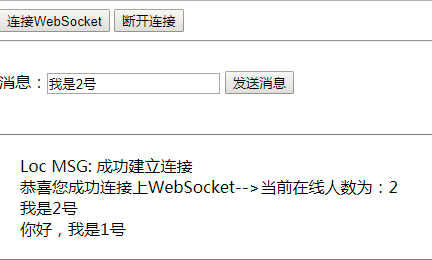 连接WebSocket 断开连接
消息：我是2号 发送消息
Loc MSG: 成功建立连接
恭喜您成功连接上WebSocket-->当前在线人数为：2
我是2号
你好，我是1号